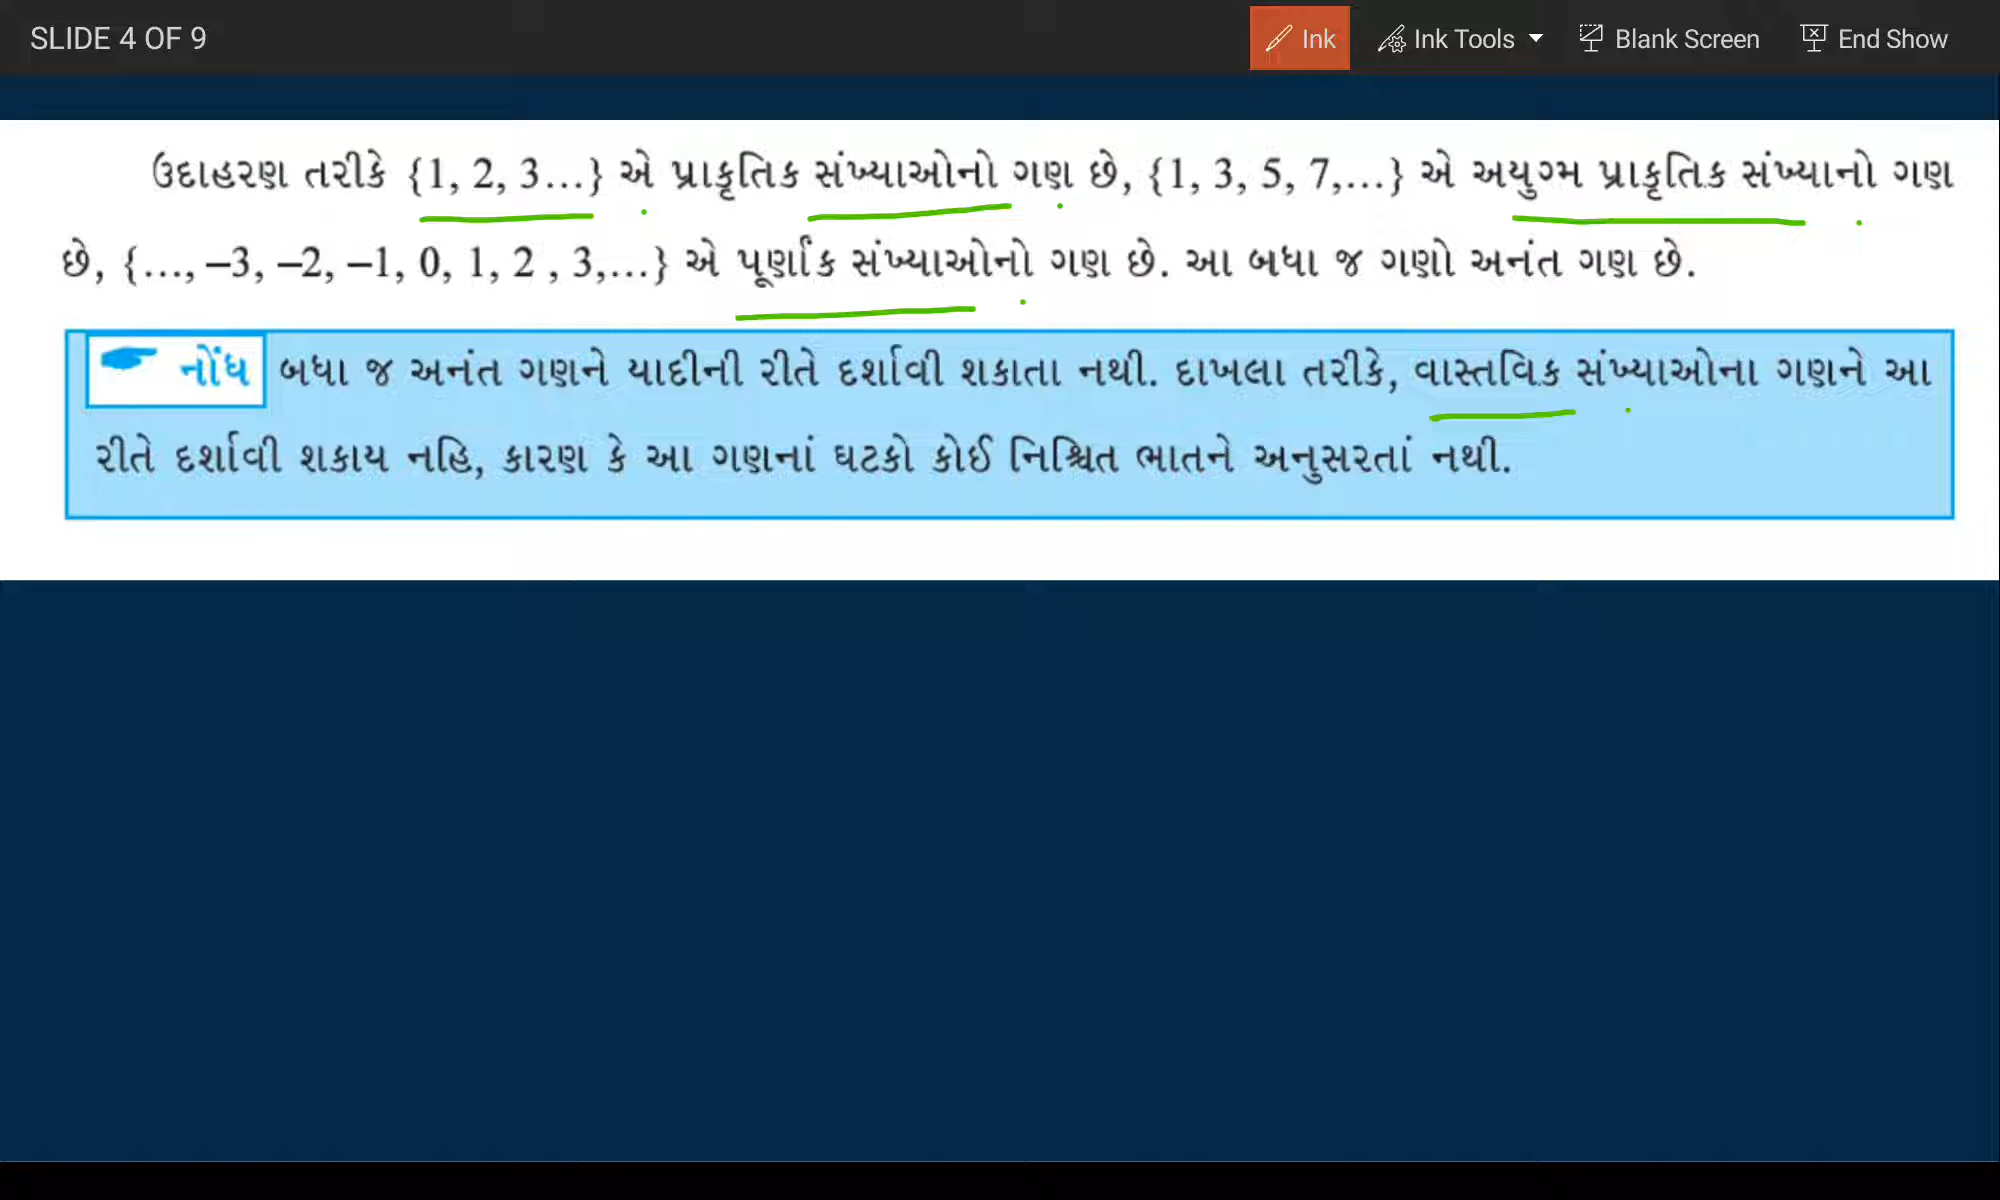 SLIDE 4 OF 9 Ink Ink Tools Blank Screen End Show
ઉદાહરણ તરીકે {1, 2, 3...} એ પ્રાકૃતિક સંખ્યાઓનો ગણ છે, {1, 3, 5, 7,...} એ અયુગ્મ પ્રાકૃતિક સંખ્યાનો ગણ
છે, {..., –3, –2, –1, 0, 1, 2 , 3,...} એ પૂર્ણાંક સંખ્યાઓનો ગણ છે. આ બધા જ ગણો અનંત ગણ છે.
નોંધ બધા જ અનંત ગણને યાદીની રીતે દર્શાવી શકાતા નથી. દાખલા તરીકે, વાસ્તવિક સંખ્યાઓના ગણને આ
રીતે દર્શાવી શકાય નહિ, કારણ કે આ ગણનાં ઘટકો કોઈ નિશ્ચિત ભાતને અનુસરતાં નથી.